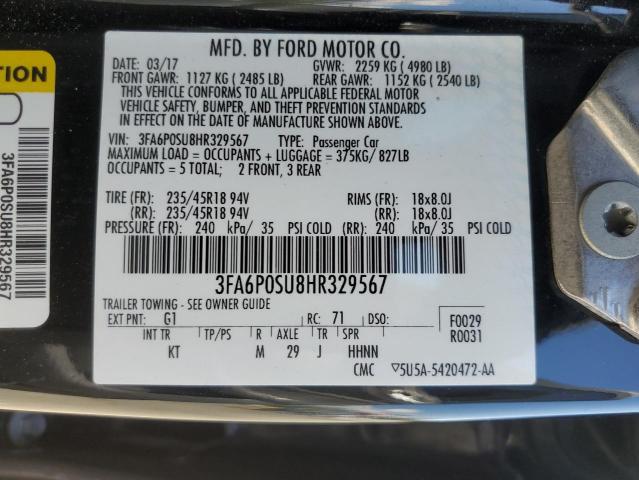 TION
3FA6P0SU8HR329567
MFD. BY FORD MOTOR CO.
DATE: 03/17 GVWR: 2259 KG ( 4980 LB)
FRONT GAWR: 1127 KG ( 2485 LB) REAR GAWR: 1152 KG ( 2540 LB)
THIS VEHICLE CONFORMS TO ALL APPLICABLE FEDERAL MOTOR
VEHICLE SAFETY, BUMPER, AND THEFT PREVENTION STANDARDS
IN EFFECT ON THE DATE OF MANUFACTURE SHOWN ABOVE.
VIN: 3FA6P0SU8HR329567 TYPE: Passenger Car
MAXIMUM LOAD = OCCUPANTS + LUGGAGE = 375KG/ 827LB
OCCUPANTS = 5 TOTAL; 2 FRONT, 3 REAR
TIRE (FR): 235/45R18 94V RIMS (FR): 18x8.0J
(RR): 235/45R18 94V (RR): 18x8.0J
PRESSURE (FR): 240 kPa/ 35 PSI COLD (RR): 240 kPa/ 35 PSI COLD
3FA6P0SU8HR329567
TRAILER TOWING - SEE OWNER GUIDE
EXT PNT: G1 RC: 71 DSO: F0029
INT TR TP/PS R AXLE TR SPR R0031
KT M 29 J HHNN
CMC ▽5U5A-5420472-AA